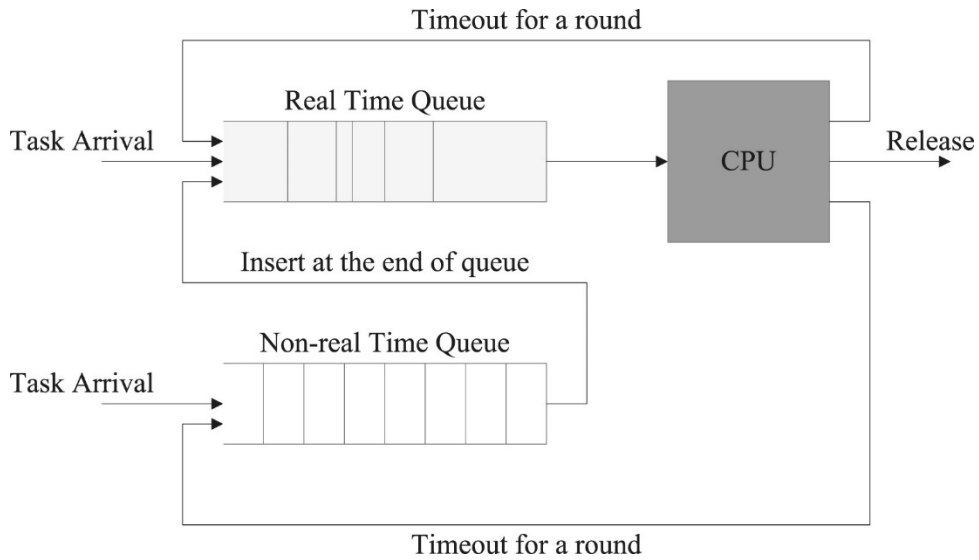 Timeout for a round
Real Time Queue
Task Arrival
CPU
Release
Insert at the end of queue
Non-real Time Queue
Task Arrival
Timeout for a round